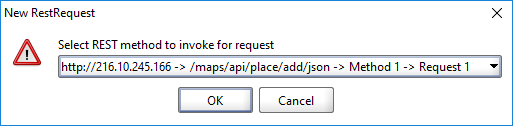 New RestRequest
Select REST method to invoke for request
http://216.10.245.166 -> /maps/api/place/add/json -> Method 1 -> Request 1
OK
Cancel